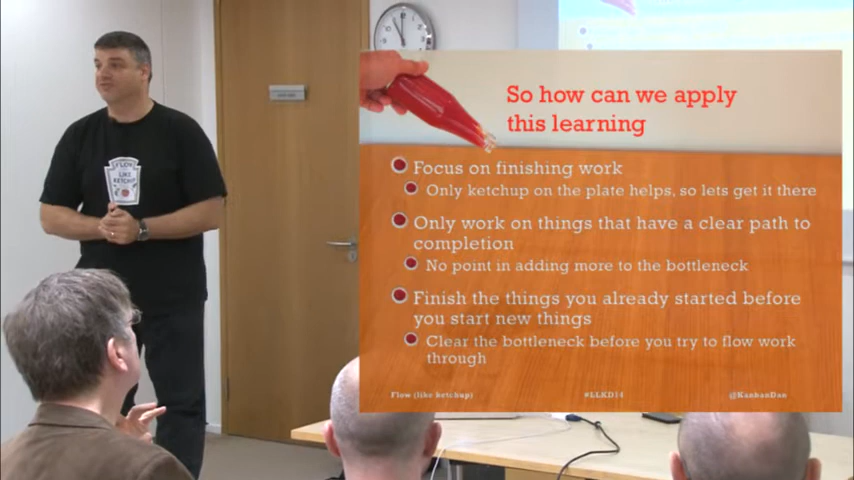 So how can we apply
this learning
Focus on finishing work
Only ketchup on the plate helps, so lets get it there
Only work on things that have a clear path to
completion
No point in adding more to the bottleneck
Finish the things you already started before
you start new things
Clear the bottleneck before you try to flow work
through
Flow (like ketchup) #LLKD14 @KanbanDan
FLOW
LIKE
KETCHUP